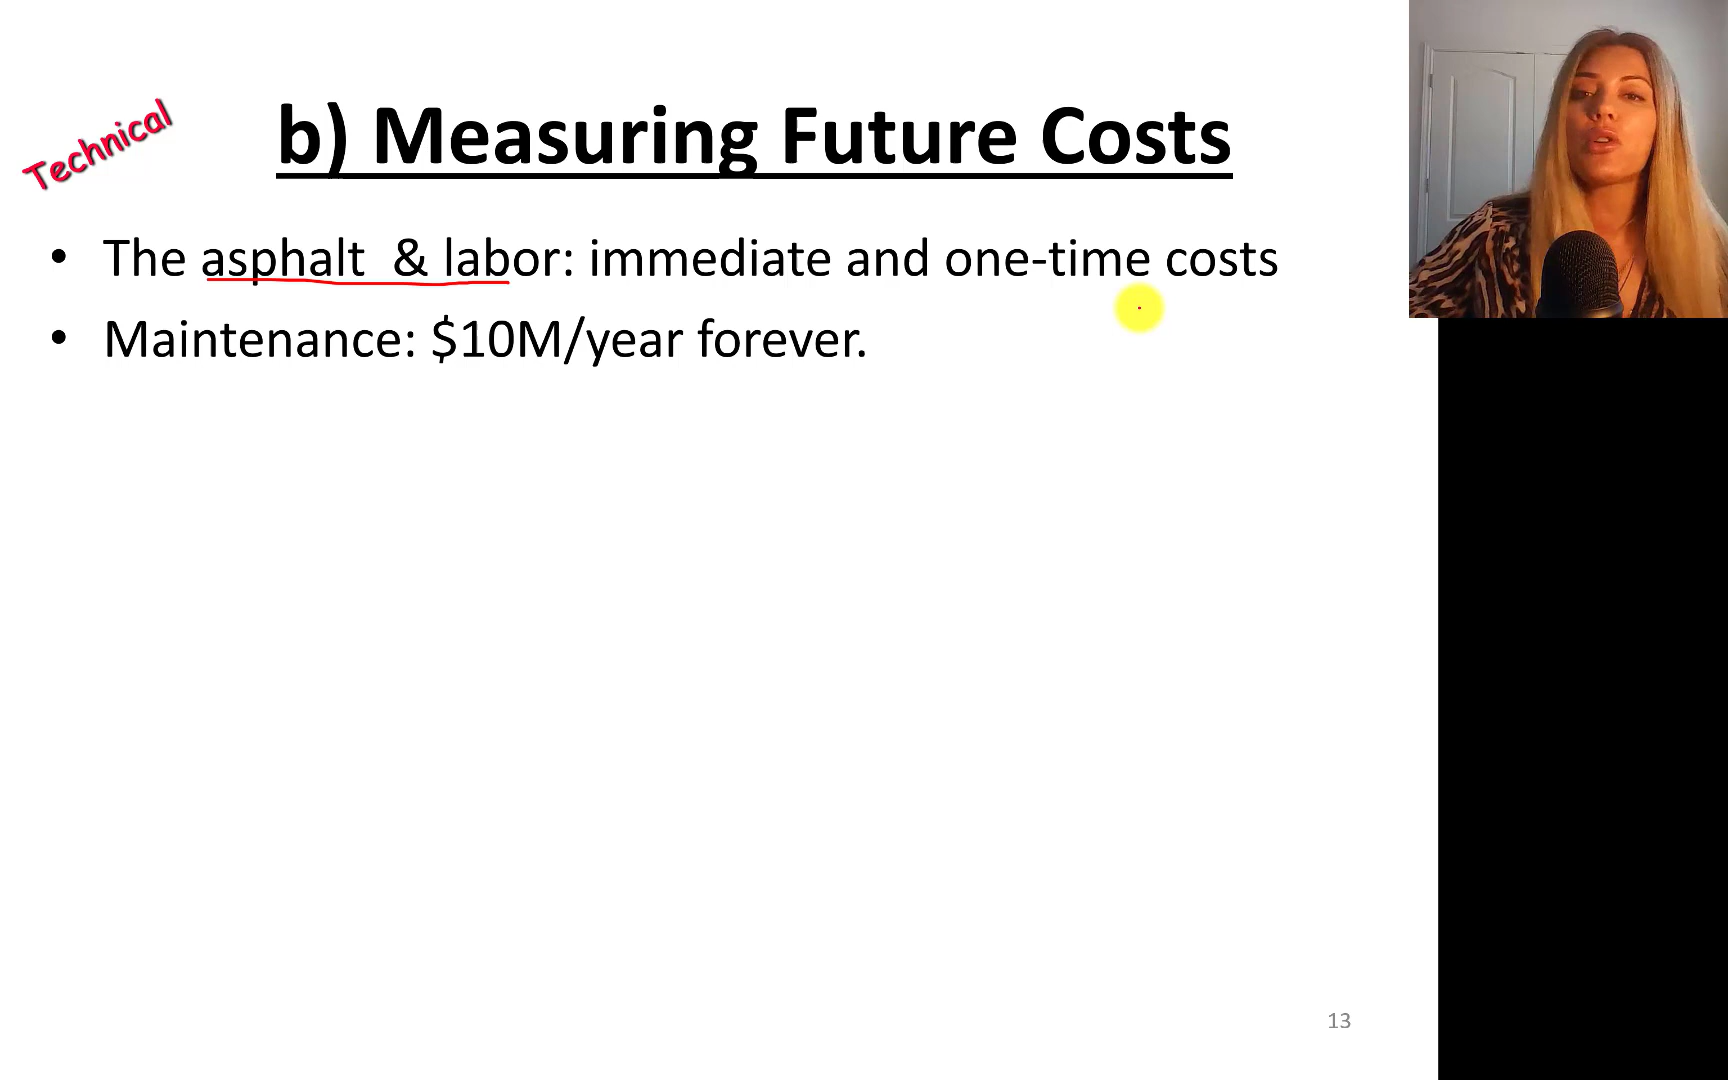 Technical
b) Measuring Future Costs
• The asphalt & labor: immediate and one-time costs
• Maintenance: $10M/year forever.
13